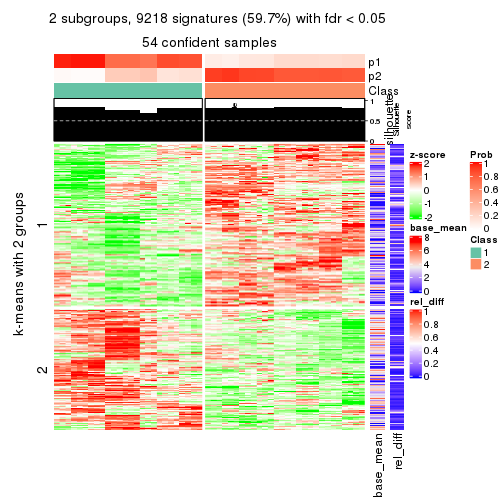 2 subgroups, 9218 signatures (59.7%) with fdr < 0.05
54 confident samples
p1
p2
Class
silhouette
Silhouette
score
1
0.5
0
k-means with 2 groups
1
2
base_mean
rel_diff
z-score
2
1
0
-1
-2
base_mean
8
6
4
2
0
rel_diff
1
0.8
0.6
0.4
0.2
0
Prob
1
0.8
0.6
0.4
0.2
0
Class
1
2